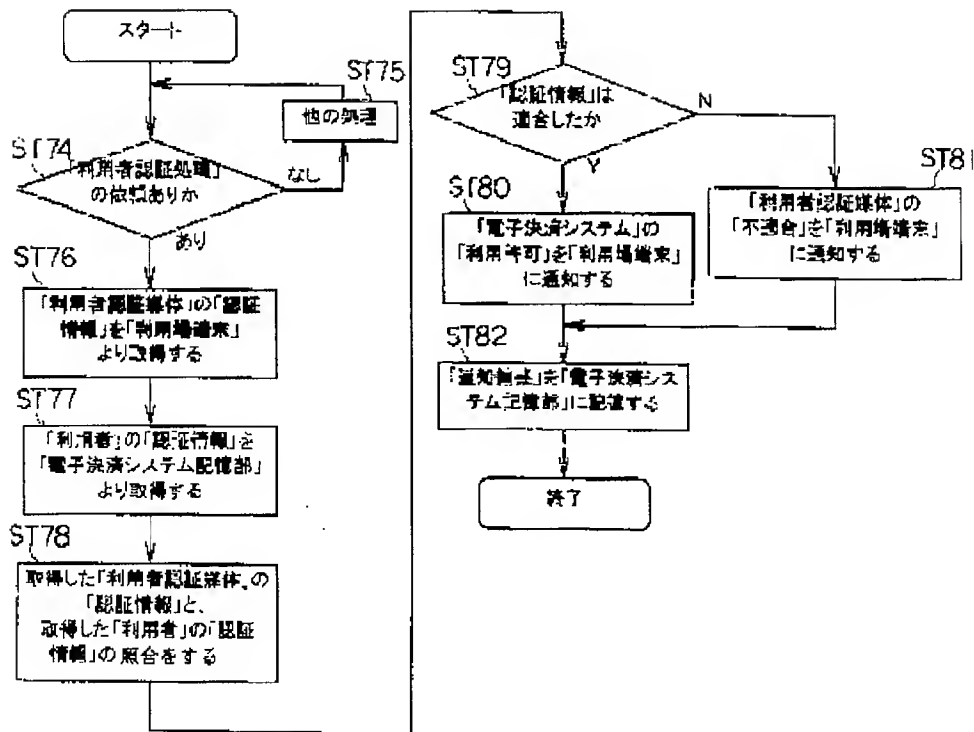 スタート
ST75
他の処理
ST74
「利用者認証処理」
の依頼ありか
なし
あり
ST76
「利用者認証媒体」の「認証
情報」を「利用場端末」
より取得する
ST77
「利用者」の「認証情報」を
「電子決済システム記憶部」
より取得する
ST78
取得した「利用者認証媒体」の
「認証情報」と、
取得した「利用者」の「認証
情報」の照合をする
ST79
「認証情報」は
適合したか
N
Y
ST80
「電子決済システム」の
「利用許可」を「利用場端末」
に通知する
ST81
「利用者認証媒体」の
「不適合」を「利用場端末」
に通知する
ST82
を「電子決済シス
テム記憶部」に記憶する
終了